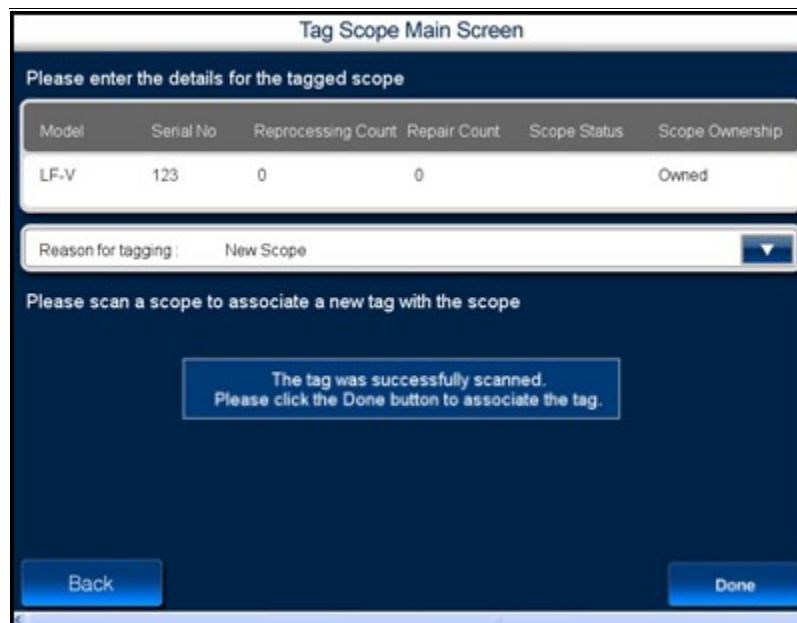 Tag Scope Main Screen
Please enter the details for the tagged scope
Model Serial No Reprocessing Count Repair Count Scope Status Scope Ownership
LF-V 123 0 0 Owned
Reason for tagging : New Scope
Please scan a scope to associate a new tag with the scope
The tag was successfully scanned.
Please click the Done button to associate the tag.
Back Done